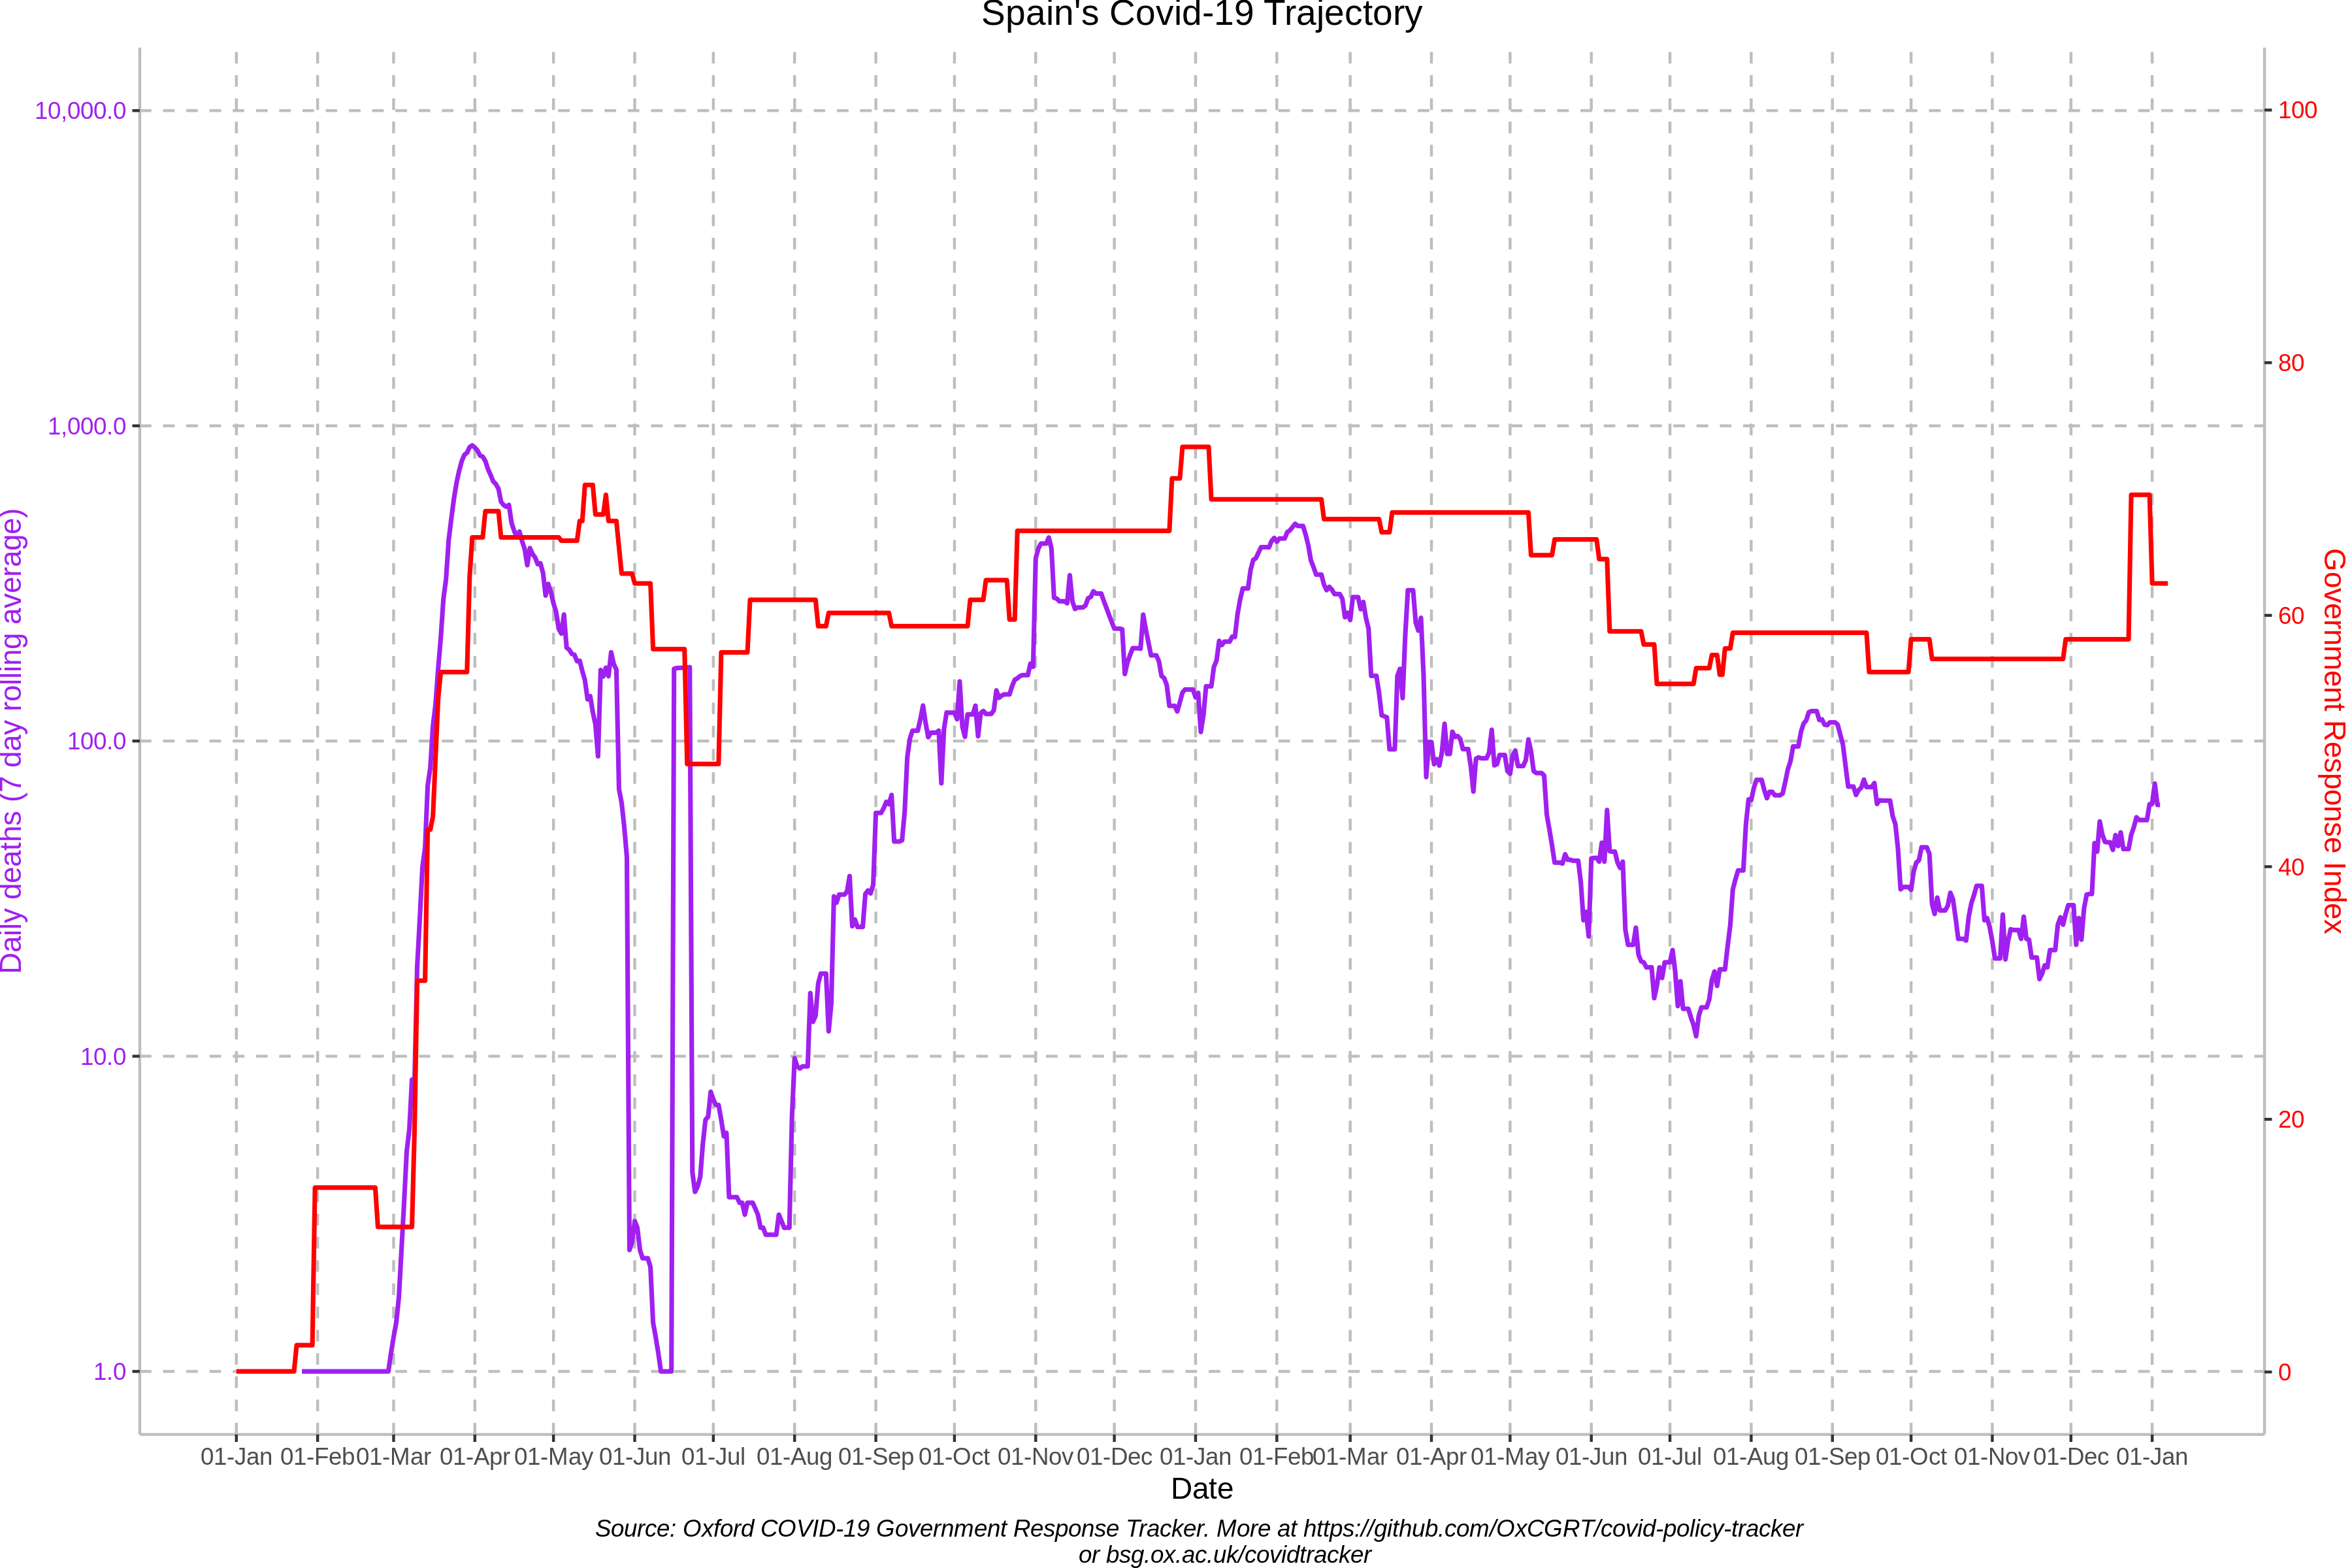 Spain's Covid-19 Trajectory
Daily deaths (7 day rolling average)
10,000.0
1,000.0
100.0
10.0
1.0
100
80
60
40
20
0
Government Response Index
01-Jan 01-Feb 01-Mar 01-Apr 01-May 01-Jun 01-Jul 01-Aug 01-Sep 01-Oct 01-Nov 01-Dec 01-Jan 01-Feb 01-Mar 01-Apr 01-May 01-Jun 01-Jul 01-Aug 01-Sep 01-Oct 01-Nov 01-Dec 01-Jan
Date
Source: Oxford COVID-19 Government Response Tracker. More at https://github.com/OxCGRT/covid-policy-tracker
or bsg.ox.ac.uk/covidtracker